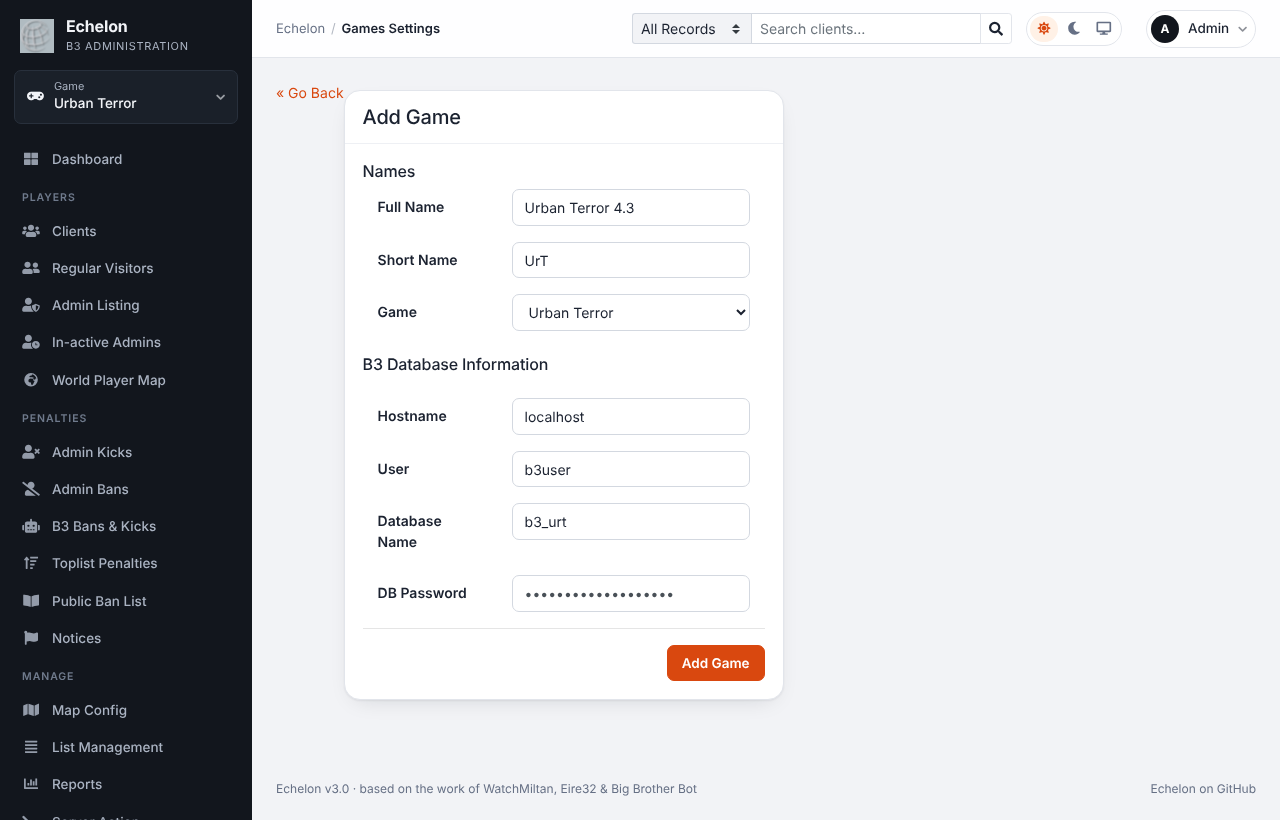 Echelon
B3 ADMINISTRATION
Game
Urban Terror
Dashboard
PLAYERS
Clients
Regular Visitors
Admin Listing
In-active Admins
World Player Map
PENALTIES
Admin Kicks
Admin Bans
B3 Bans & Kicks
Toplist Penalties
Public Ban List
Notices
MANAGE
Map Config
List Management
Reports
Server Action
Echelon / Games Settings
All Records
Search clients...
A
Admin
« Go Back
Add Game
Names
Full Name
Urban Terror 4.3
Short Name
UrT
Game
Urban Terror
B3 Database Information
Hostname
localhost
User
b3user
Database
Name
b3_urt
DB Password
•••••••••••••••••••
Add Game
Echelon v3.0 · based on the work of WatchMiltan, Eire32 & Big Brother Bot
Echelon on GitHub